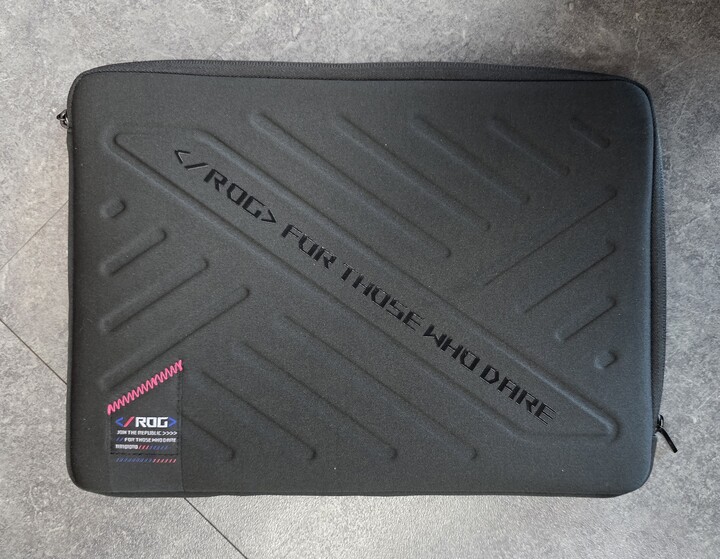 </ROG> FOR THOSE WHO DARE
</ROG>
JOIN THE REPUBLIC >>>>
// FOR THOSE WHO DARE